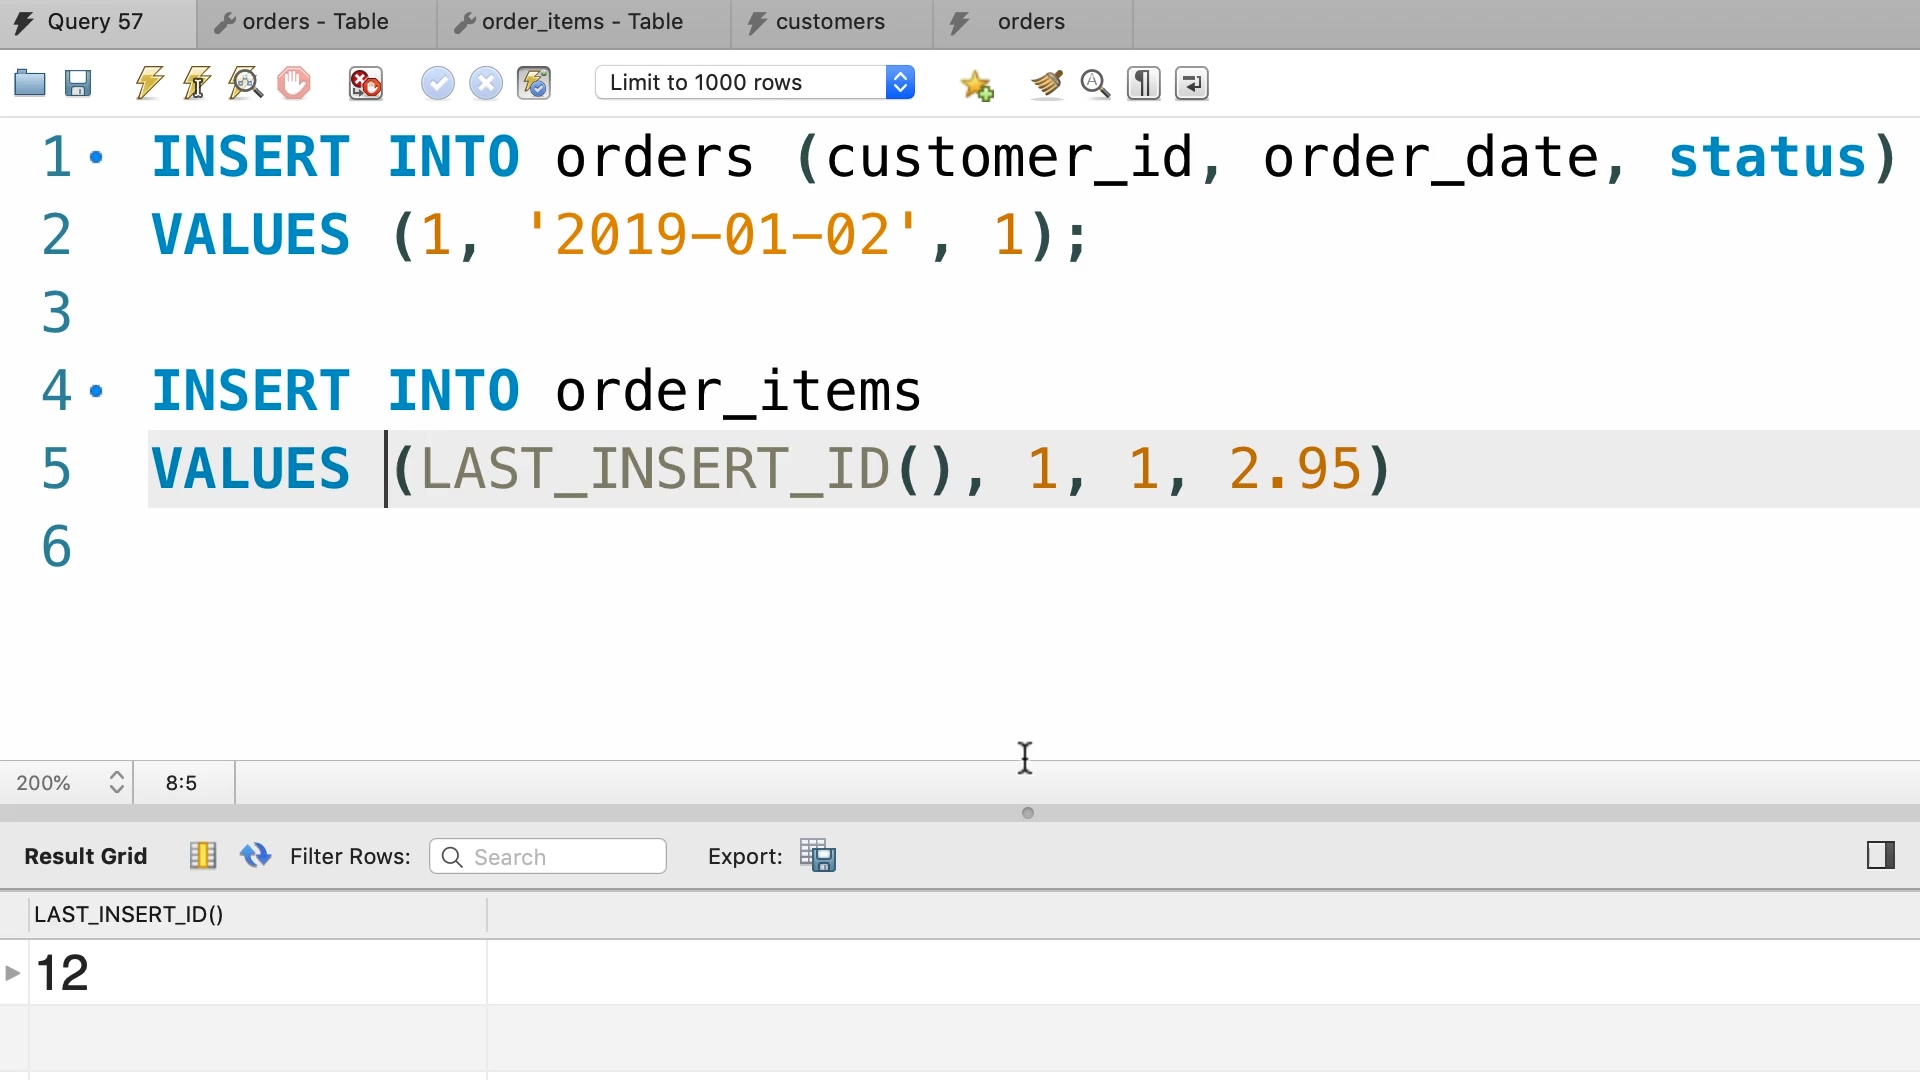 Query 57 orders - Table order_items - Table customers orders
Limit to 1000 rows
1 INSERT INTO orders (customer_id, order_date, status)
2 VALUES (1, '2019-01-02', 1);
3
4 INSERT INTO order_items
5 VALUES (LAST_INSERT_ID(), 1, 1, 2.95)
6
200% 8:5
Result Grid Filter Rows: Search Export:
LAST_INSERT_ID()
12